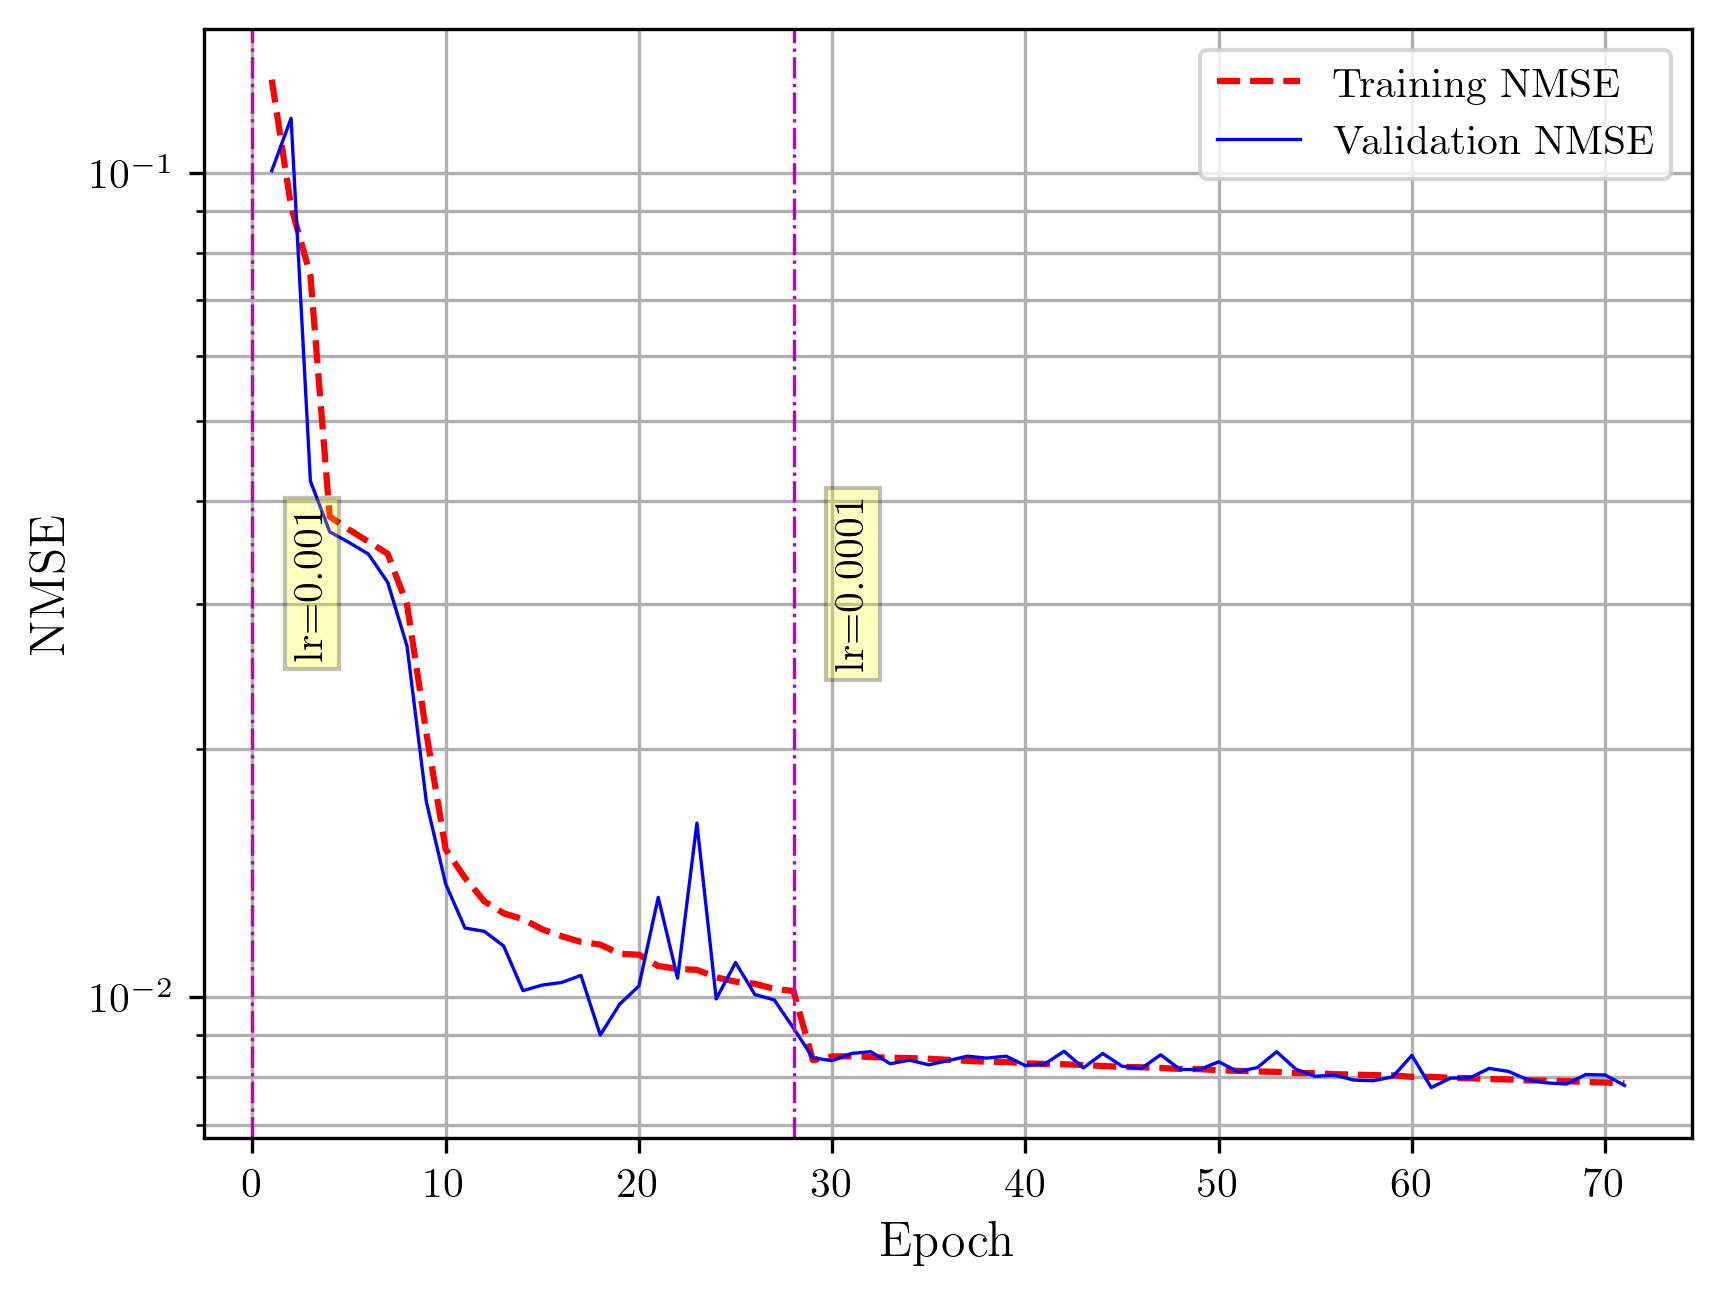 Training NMSE
Validation NMSE
10⁻¹
10⁻²
NMSE
lr=0.001
lr=0.0001
0 10 20 30 40 50 60 70
Epoch